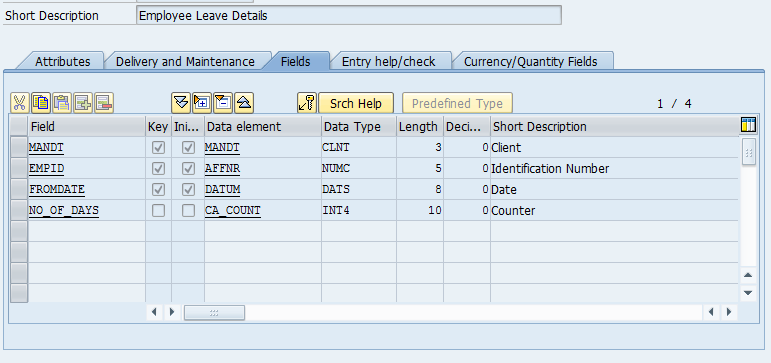 Short Description Employee Leave Details
Attributes Delivery and Maintenance Fields Entry help/check Currency/Quantity Fields
Srch Help Predefined Type 1 / 4
Field Key Ini... Data element Data Type Length Deci... Short Description
MANDT MANDT CLNT 3 0 Client
EMPID AFFNR NUMC 5 0 Identification Number
FROMDATE DATUM DATS 8 0 Date
NO_OF_DAYS CA_COUNT INT4 10 0 Counter